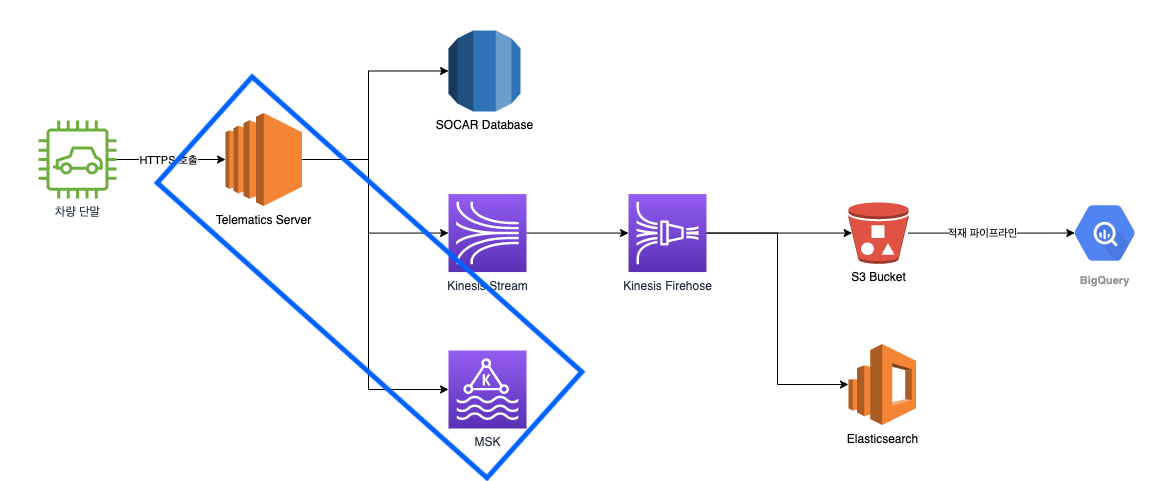 SOCAR Database
HTTPS 호출
차량 단말
Telematics Server
Kinesis Stream
Kinesis Firehose
S3 Bucket
적재 파이프라인
BigQuery
K
MSK
Elasticsearch